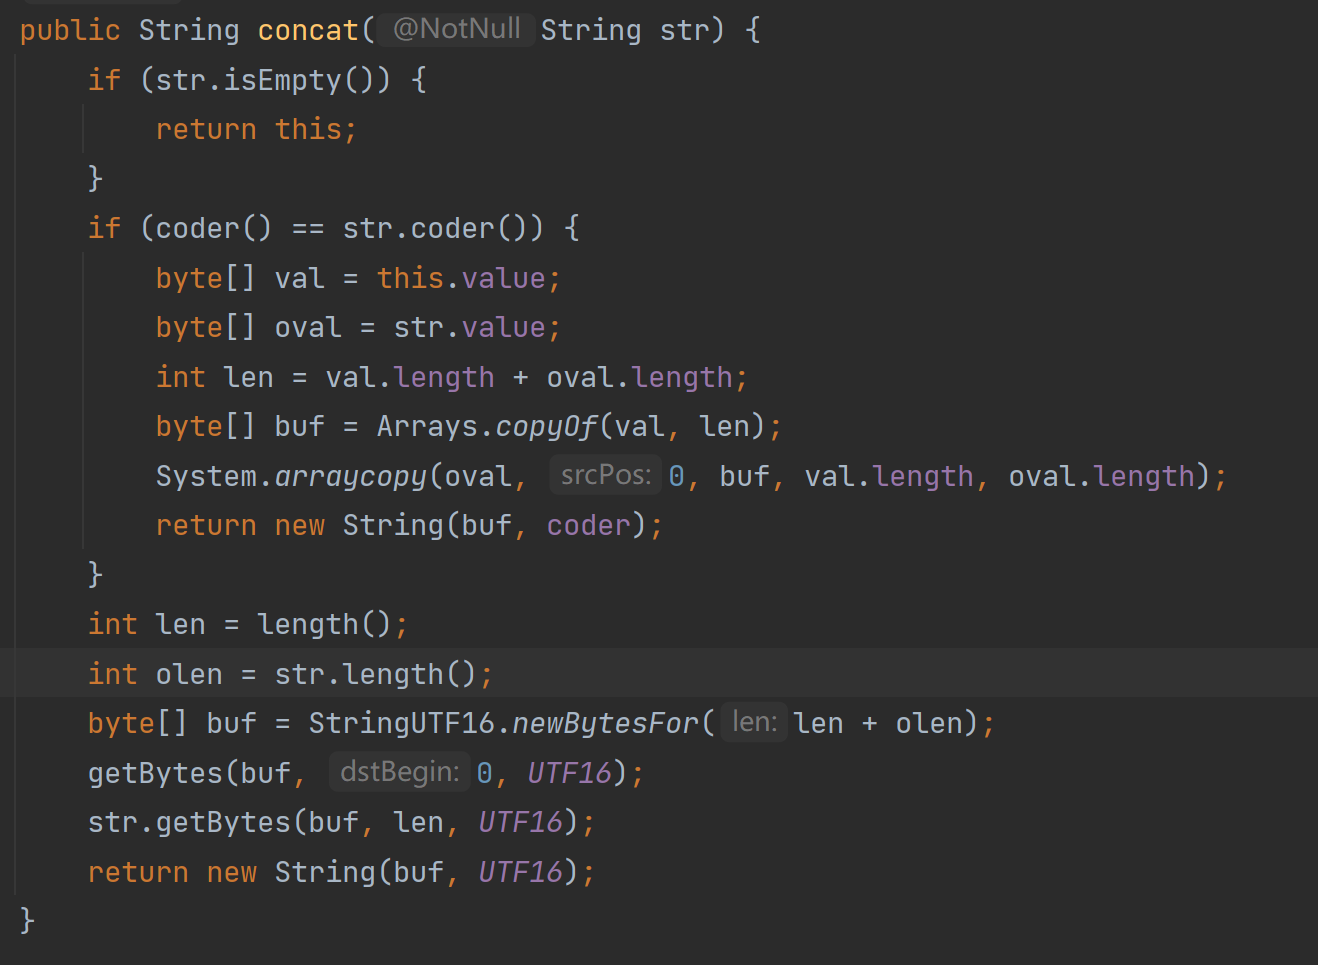 public String concat( @NotNull String str) {
    if (str.isEmpty()) {
        return this;
    }
    if (coder() == str.coder()) {
        byte[] val = this.value;
        byte[] oval = str.value;
        int len = val.length + oval.length;
        byte[] buf = Arrays.copyOf(val, len);
        System.arraycopy(oval, srcPos: 0, buf, val.length, oval.length);
        return new String(buf, coder);
    }
    int len = length();
    int olen = str.length();
    byte[] buf = StringUTF16.newBytesFor( len: len + olen);
    getBytes(buf, dstBegin: 0, UTF16);
    str.getBytes(buf, len, UTF16);
    return new String(buf, UTF16);
}